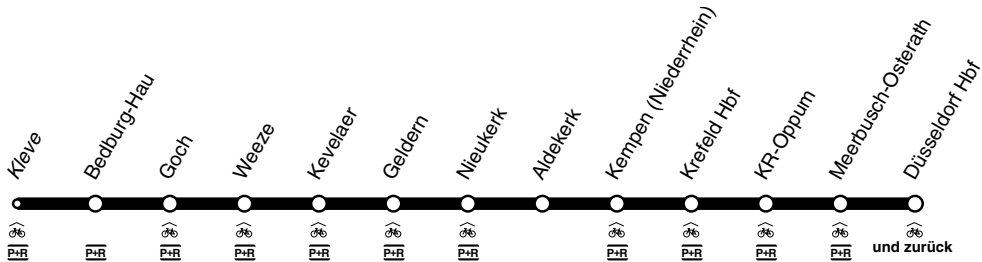 Kleve
Bedburg-Hau
Goch
Weeze
Kevelaer
Geldern
Nieukerk
Aldekerk
Kempen (Niederrhein)
Krefeld Hbf
KR-Oppum
Meerbusch-Osterath
Düsseldorf Hbf
P+R P+R P+R P+R P+R P+R P+R P+R P+R P+R P+R
und zurück